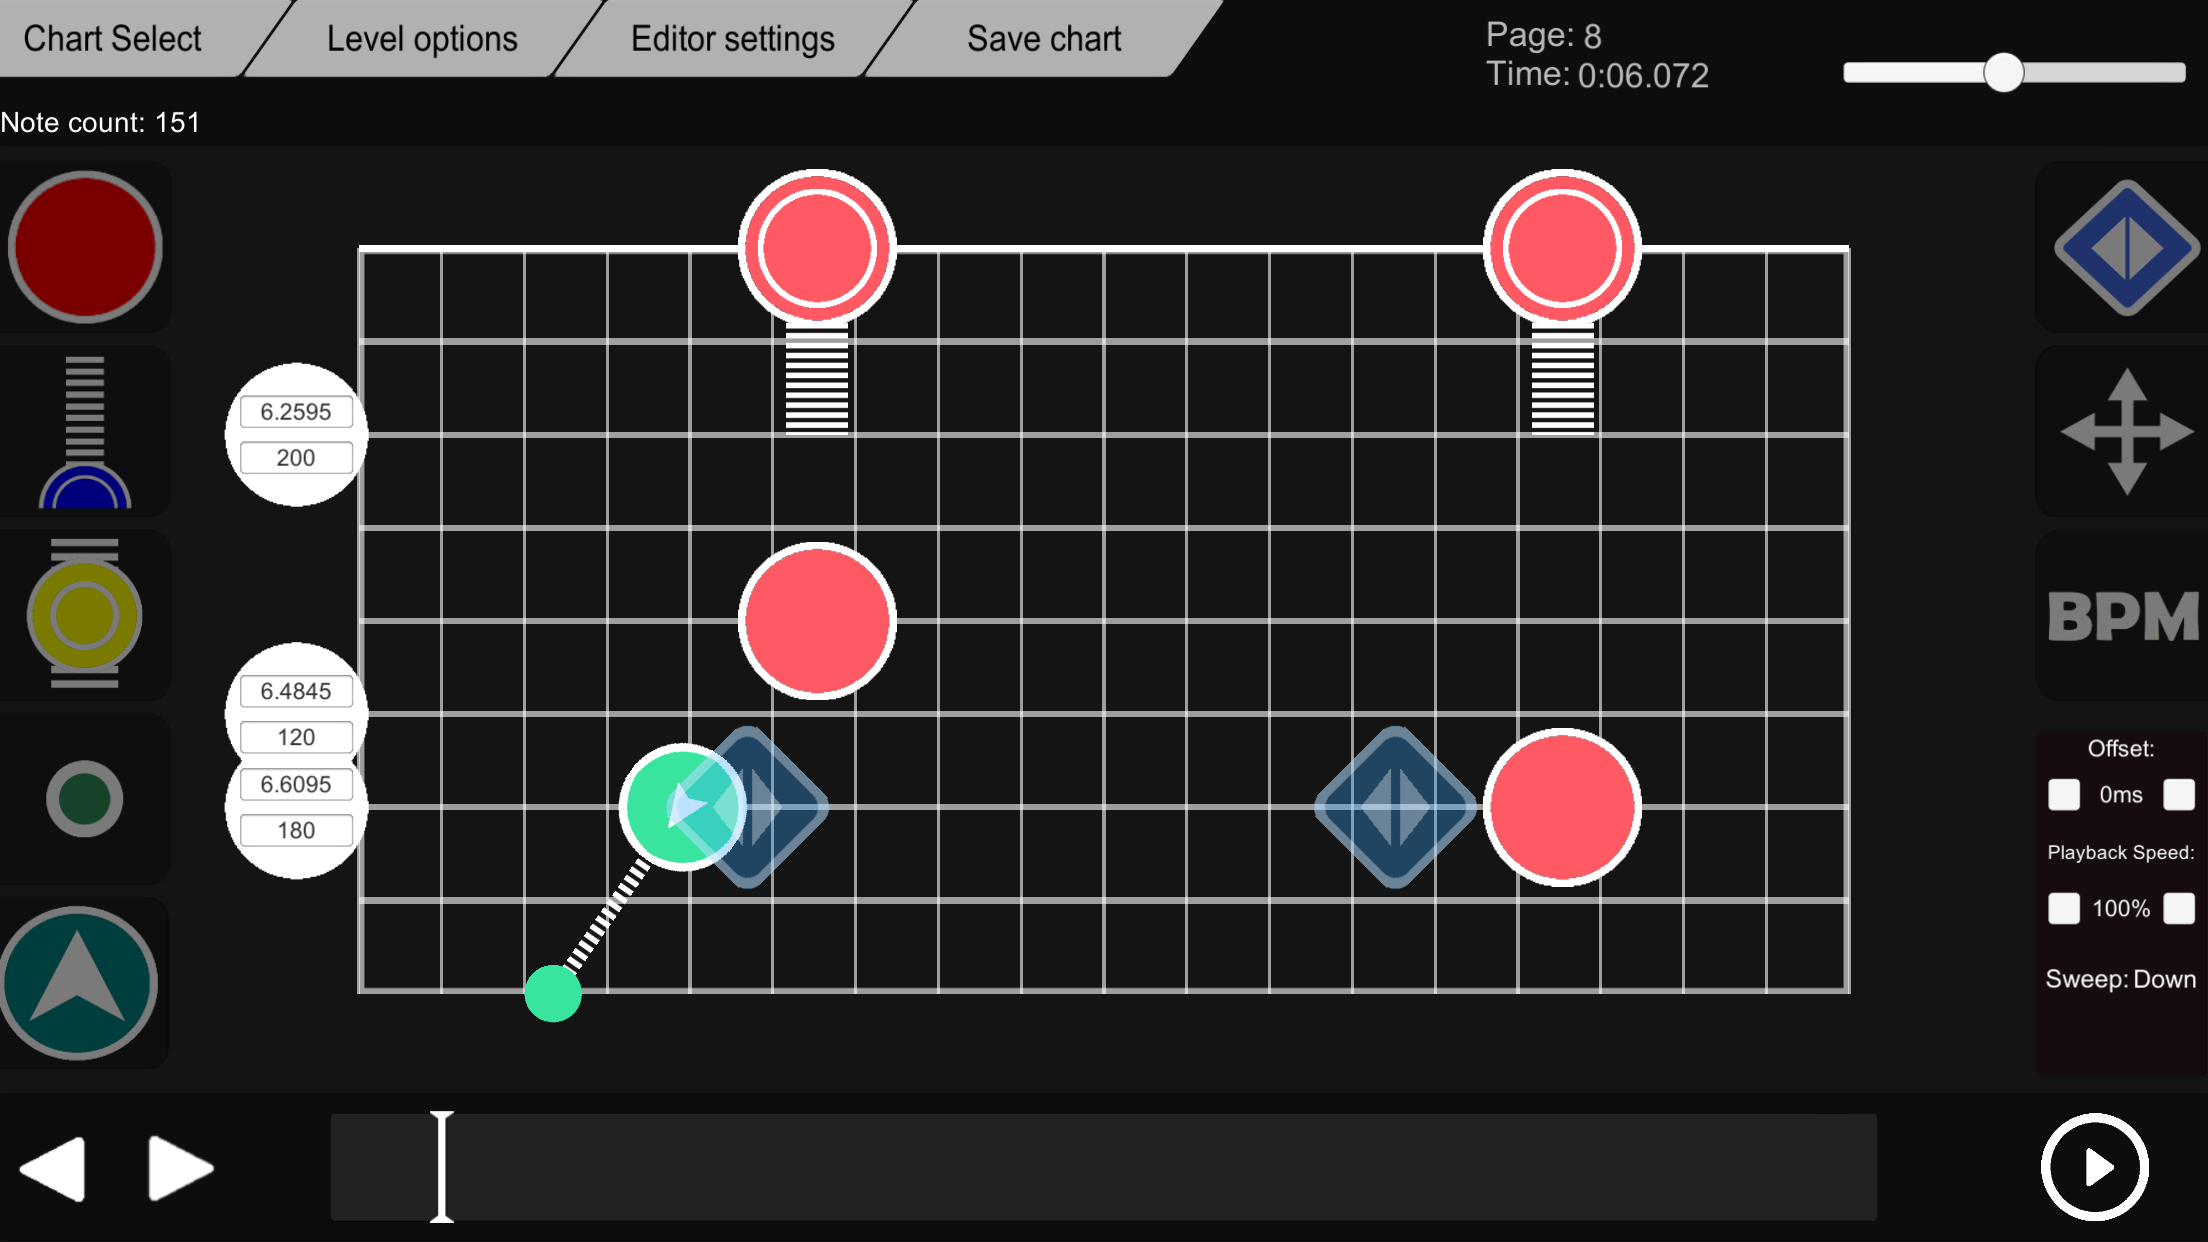 Chart Select
Level options
Editor settings
Save chart
Page: 8
Time: 0:06.072
Note count: 151
6.2595
200
6.4845
120
6.6095
180
BPM
Offset:
0ms
Playback Speed:
100%
Sweep: Down